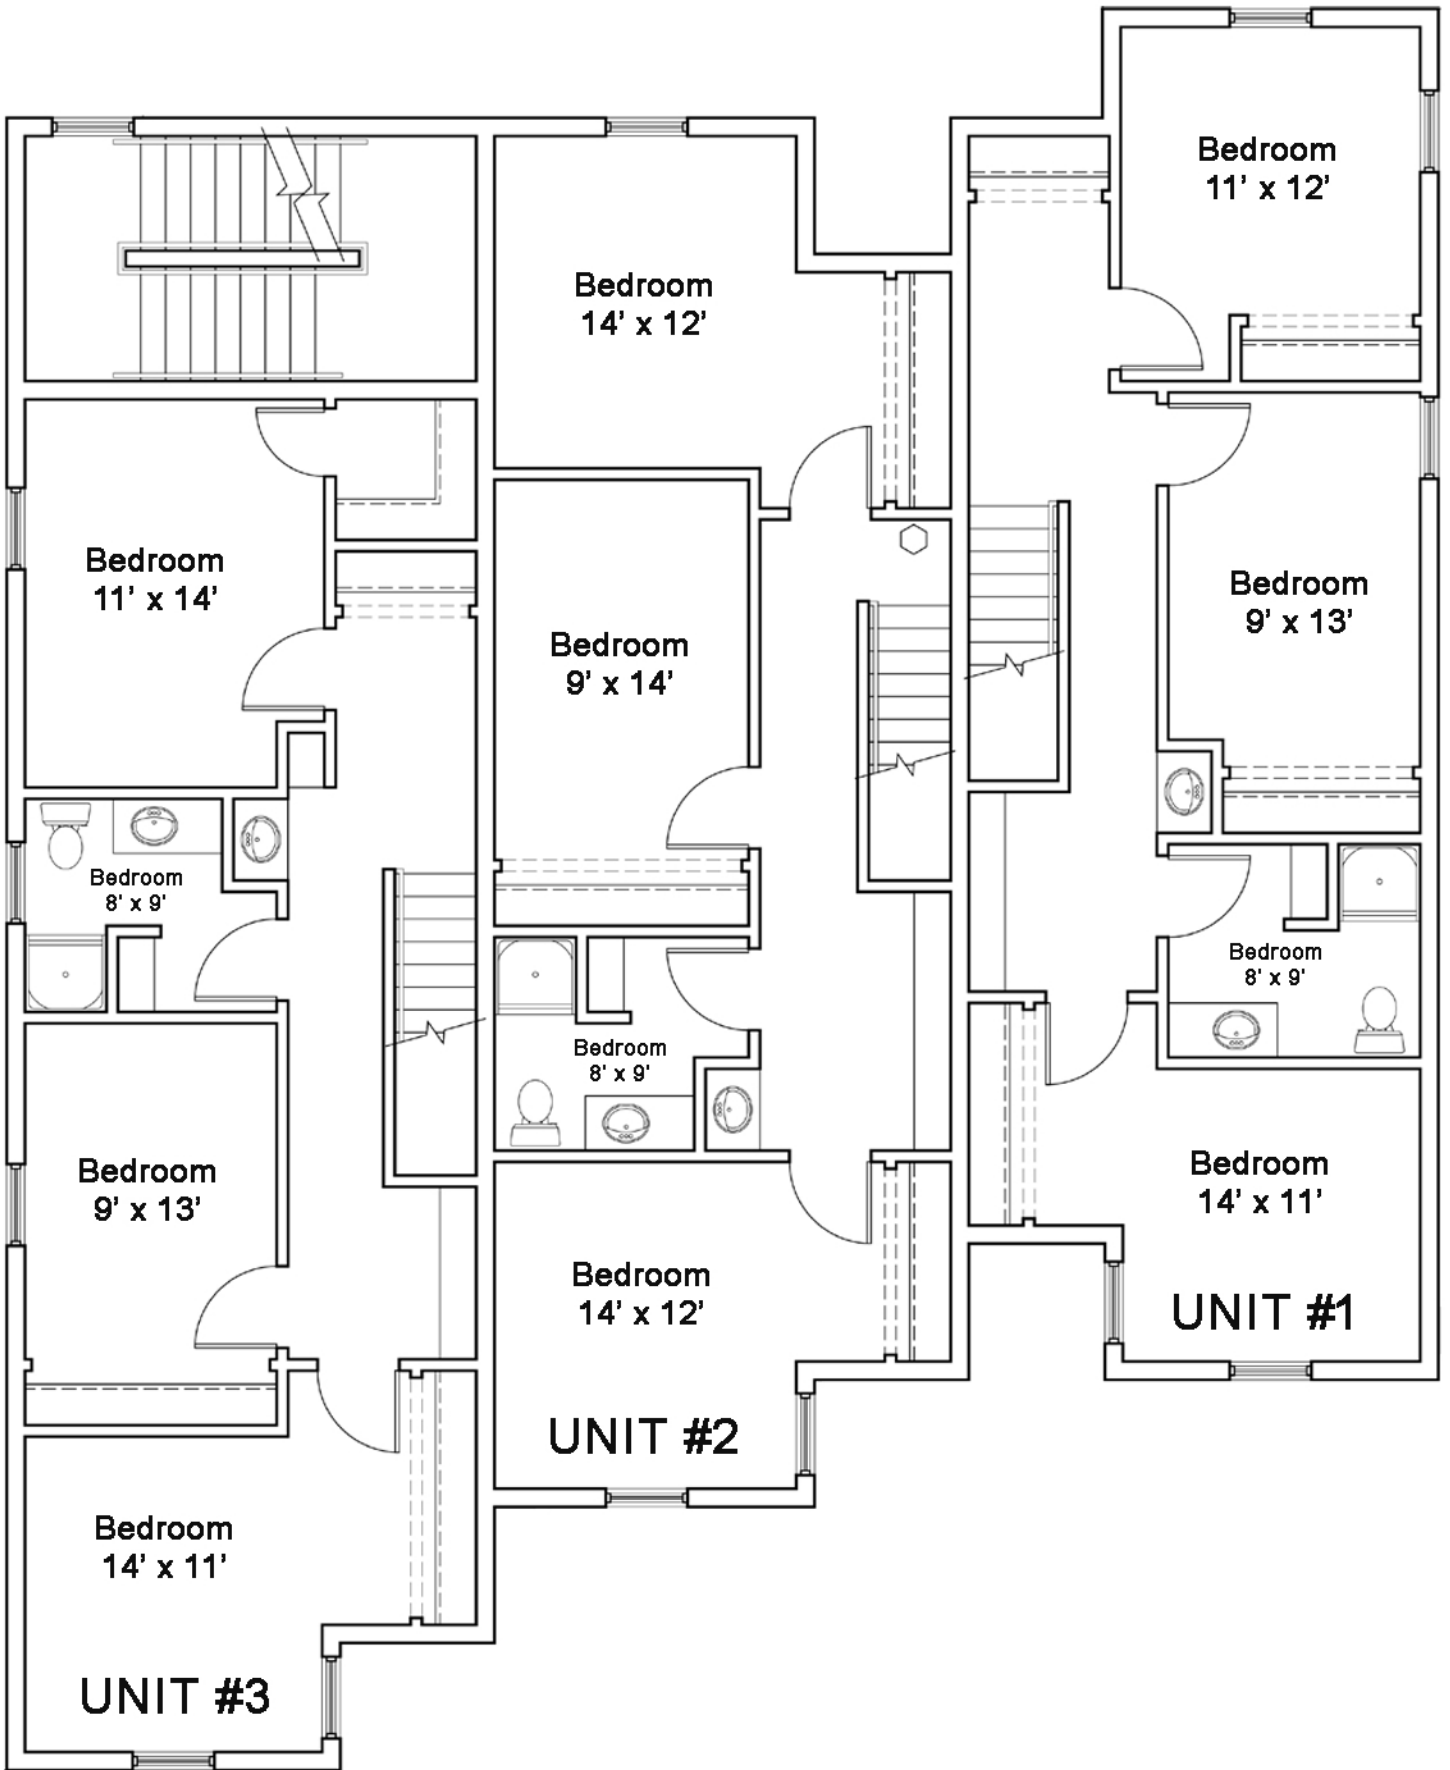 Bedroom
11' x 12'
Bedroom
14' x 12'
Bedroom
11' x 14'
Bedroom
9' x 13'
Bedroom
9' x 14'
Bedroom
8' x 9'
Bedroom
8' x 9'
Bedroom
8' x 9'
Bedroom
9' x 13'
Bedroom
14' x 11'
UNIT #1
Bedroom
14' x 12'
UNIT #2
Bedroom
14' x 11'
UNIT #3